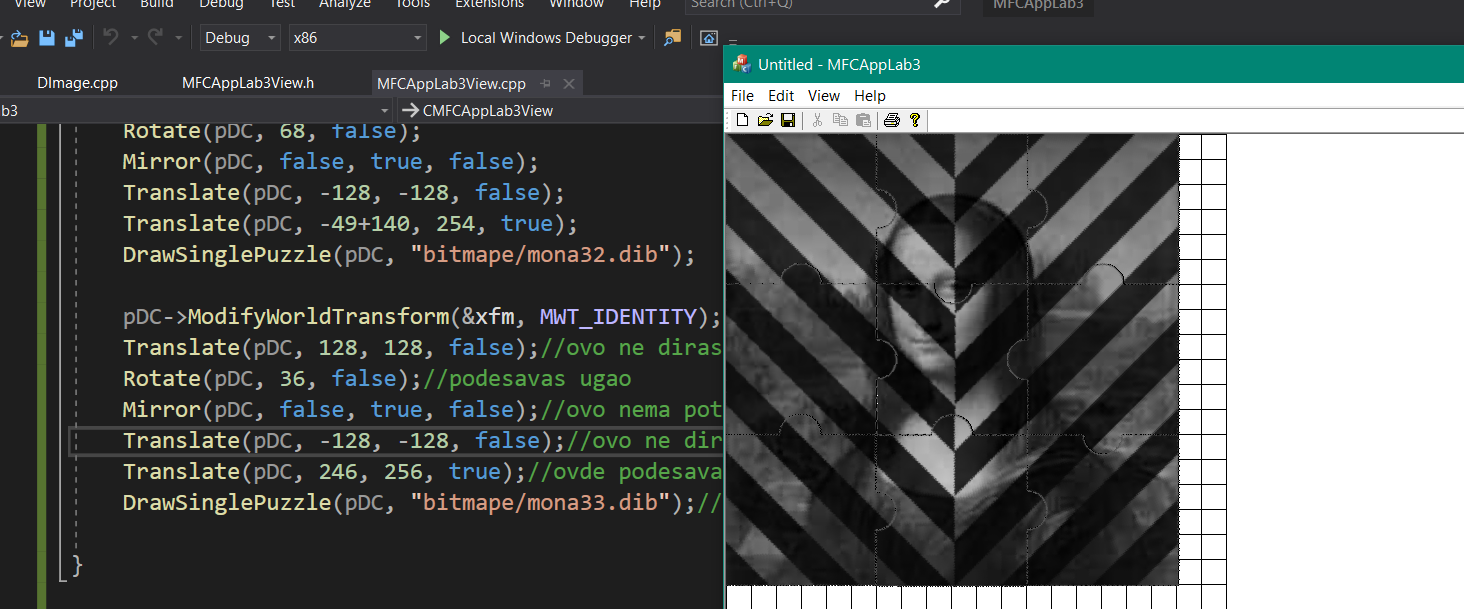 View Project Build Debug Test Analyze Tools Extensions Window Help Search (Ctrl+Q) MFCAppLab3
Debug x86 Local Windows Debugger
DImage.cpp MFCAppLab3View.h MFCAppLab3View.cpp
b3 CMFCAppLab3View
Rotate(pDC, 68, false);
Mirror(pDC, false, true, false);
Translate(pDC, -128, -128, false);
Translate(pDC, -49+140, 254, true);
DrawSinglePuzzle(pDC, "bitmape/mona32.dib");
pDC->ModifyWorldTransform(&xfm, MWT_IDENTITY);
Translate(pDC, 128, 128, false);//ovo ne diras
Rotate(pDC, 36, false);//podesavas ugao
Mirror(pDC, false, true, false);//ovo nema pot
Translate(pDC, -128, -128, false);//ovo ne dir
Translate(pDC, 246, 256, true);//ovde podesava
DrawSinglePuzzle(pDC, "bitmape/mona33.dib");//
}
Untitled - MFCAppLab3
File Edit View Help